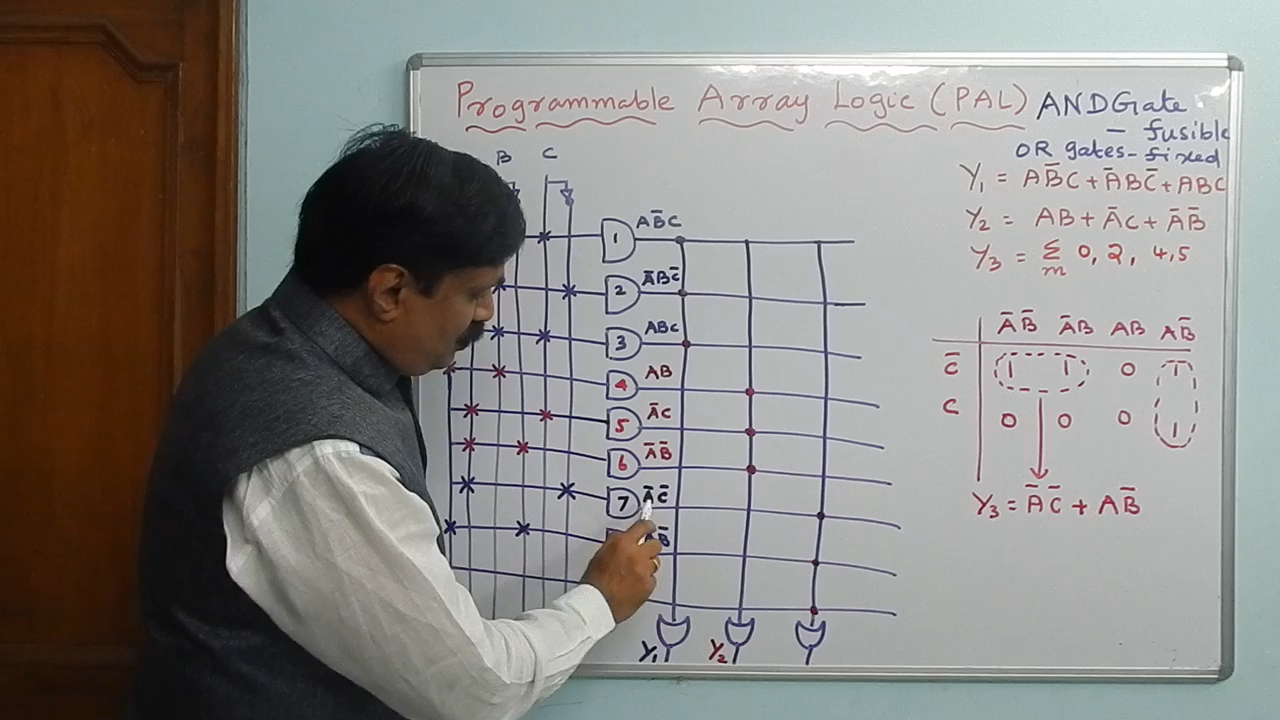 Programmable Array Logic (PAL) AND Gate
– fusible
OR gates-fixed
B C
Y₁ = AB̄C + ĀBC̄ + ABC
Y₂ = AB + ĀC + ĀB̄
Y₃ = Σm 0, 2, 4,5
1 AB̄C
2 ĀBC̄
3 ABC
4 AB
5 ĀC
6 ĀB̄
7 ĀC̄
B̄
ĀB̄ ĀB AB AB̄
C̄ 1 1 0 1
C 0 0 0 1
Y₃ = ĀC̄ + AB̄
Y₁ Y₂